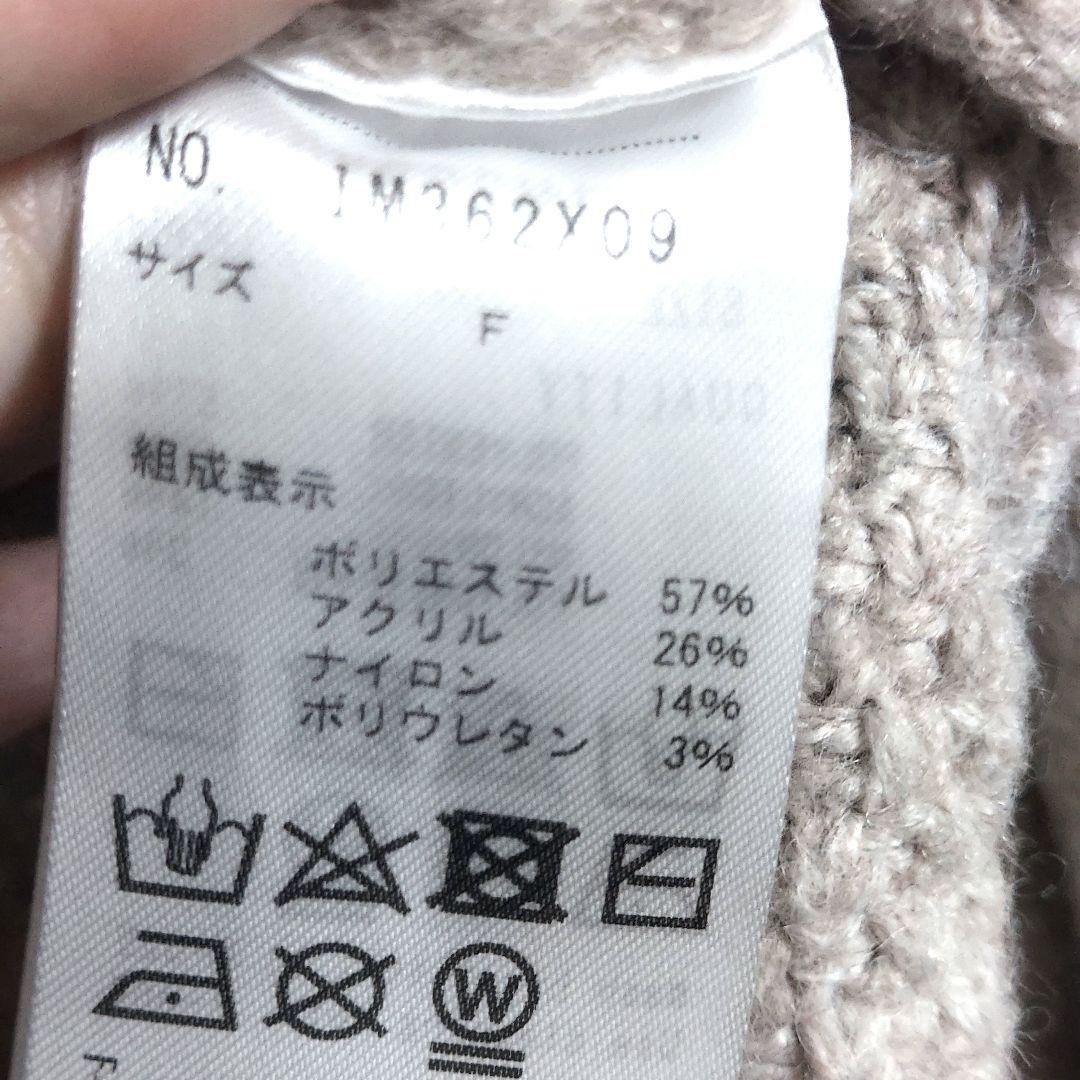 NO. IM362Y09
サイズ
F
組成表示
ポリエステル 57%
アクリル 26%
ナイロン 14%
ポリウレタン 3%
W